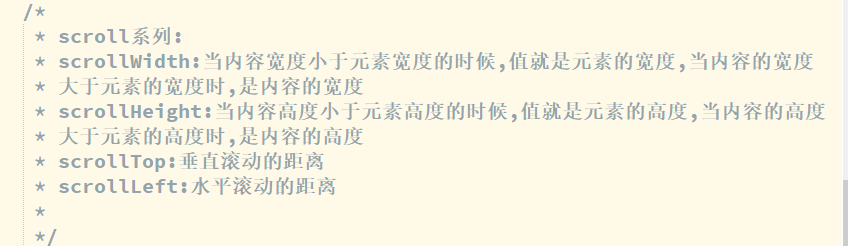 /*
* scroll系列:
* scrollWidth:当内容宽度小于元素宽度的时候,值就是元素的宽度,当内容的宽度
* 大于元素的宽度时,是内容的宽度
* scrollHeight:当内容高度小于元素高度的时候,值就是元素的高度,当内容的高度
* 大于元素的高度时,是内容的高度
* scrollTop:垂直滚动的距离
* scrollLeft:水平滚动的距离
*
*/